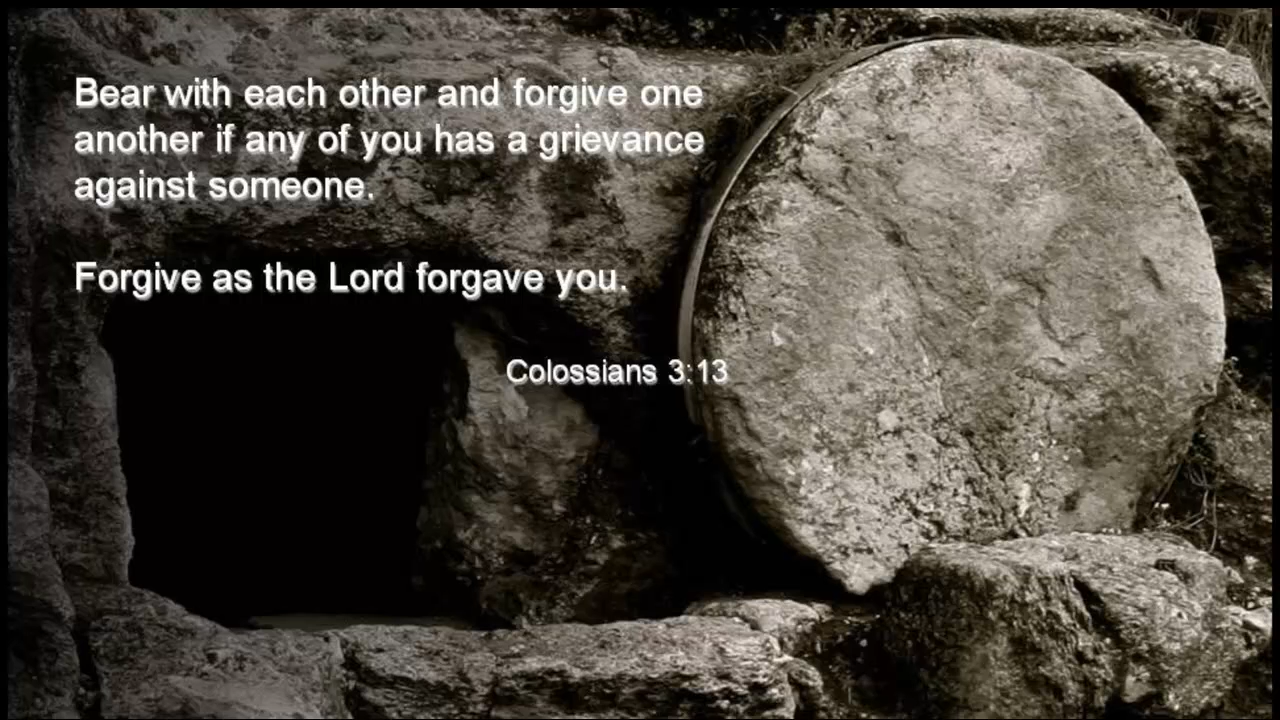 Bear with each other and forgive one
another if any of you has a grievance
against someone.
Forgive as the Lord forgave you.
Colossians 3:13